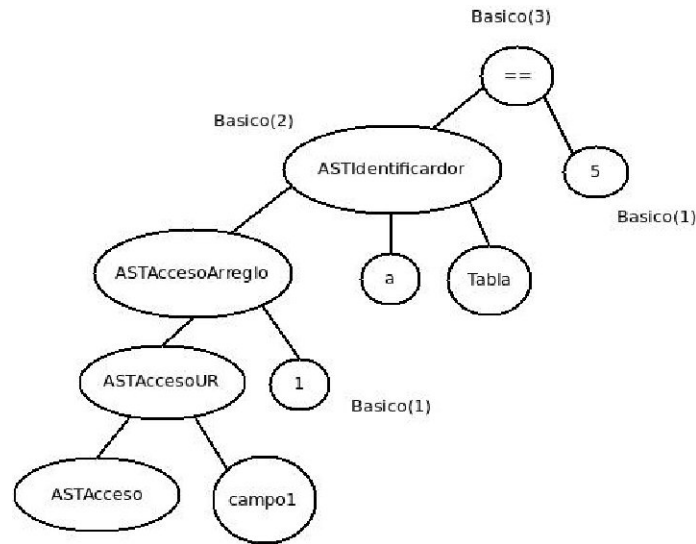 Basico(3)
==
Basico(2)
ASTIdentificardor
5
Basico(1)
ASTAccesoArreglo
a
Tabla
ASTAccesoUR
1
Basico(1)
ASTAcceso
campo1